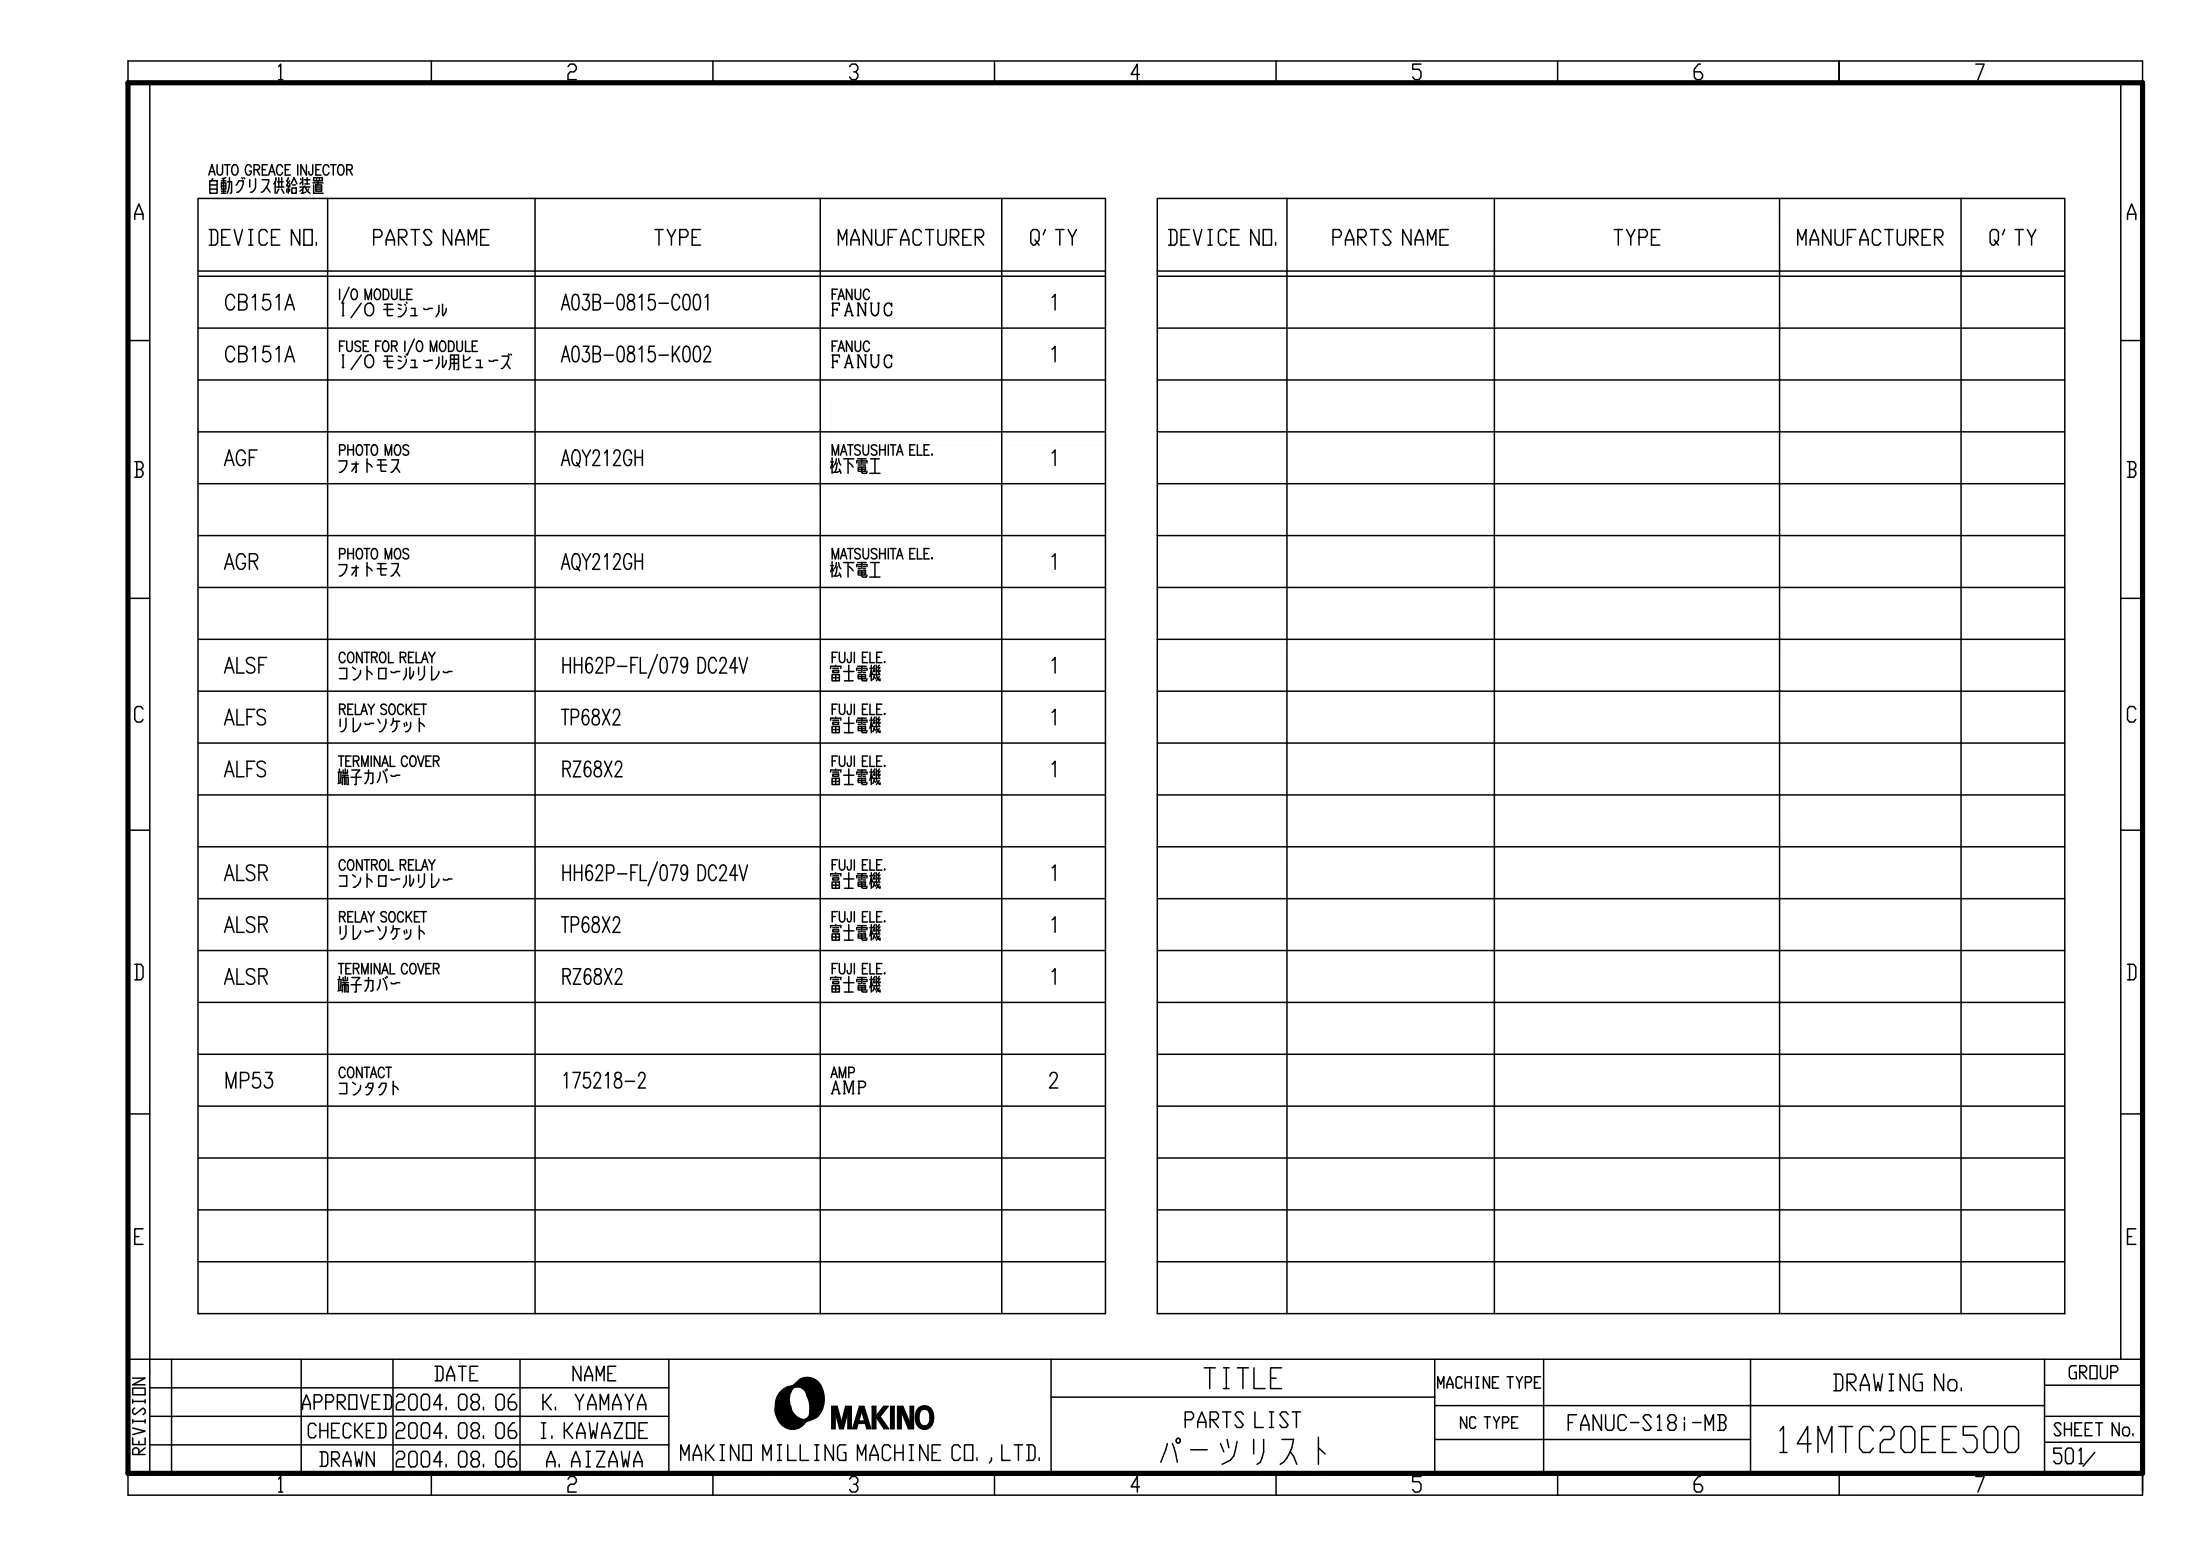 1 2 3 4 5 6 7
AUTO GREACE INJECTOR
自動グリス供給装置
DEVICE NO. PARTS NAME TYPE MANUFACTURER Q' TY DEVICE NO. PARTS NAME TYPE MANUFACTURER Q' TY
A A
CB151A I/O MODULE A03B-0815-C001 FANUC 1
I/O モジュール FANUC
CB151A FUSE FOR I/O MODULE A03B-0815-K002 FANUC 1
I/O モジュール用ヒューズ FANUC
AGF PHOTO MOS AQY212GH MATSUSHITA ELE. 1
フォトモス 松下電工
B B
AGR PHOTO MOS AQY212GH MATSUSHITA ELE. 1
フォトモス 松下電工
ALSF CONTROL RELAY HH62P-FL/079 DC24V FUJI ELE. 1
コントロールリレー 富士電機
ALFS RELAY SOCKET TP68X2 FUJI ELE. 1
リレーソケット 富士電機
C C
ALFS TERMINAL COVER RZ68X2 FUJI ELE. 1
端子カバー 富士電機
ALSR CONTROL RELAY HH62P-FL/079 DC24V FUJI ELE. 1
コントロールリレー 富士電機
ALSR RELAY SOCKET TP68X2 FUJI ELE. 1
リレーソケット 富士電機
ALSR TERMINAL COVER RZ68X2 FUJI ELE. 1
端子カバー 富士電機
D D
MP53 CONTACT 175218-2 AMP 2
コンタクト AMP
E E
REVISION
DATE NAME
APPROVED 2004. 08. 06 K. YAMAYA
CHECKED 2004. 08. 06 I. KAWAZOE
DRAWN 2004. 08. 06 A. AIZAWA
MAKINO
MAKINO MILLING MACHINE CO. , LTD.
TITLE
PARTS LIST
パーツリスト
MACHINE TYPE
NC TYPE FANUC-S18i-MB
DRAWING No.
14MTC20EE500
GROUP
SHEET No.
501/
1 2 3 4 5 6 7